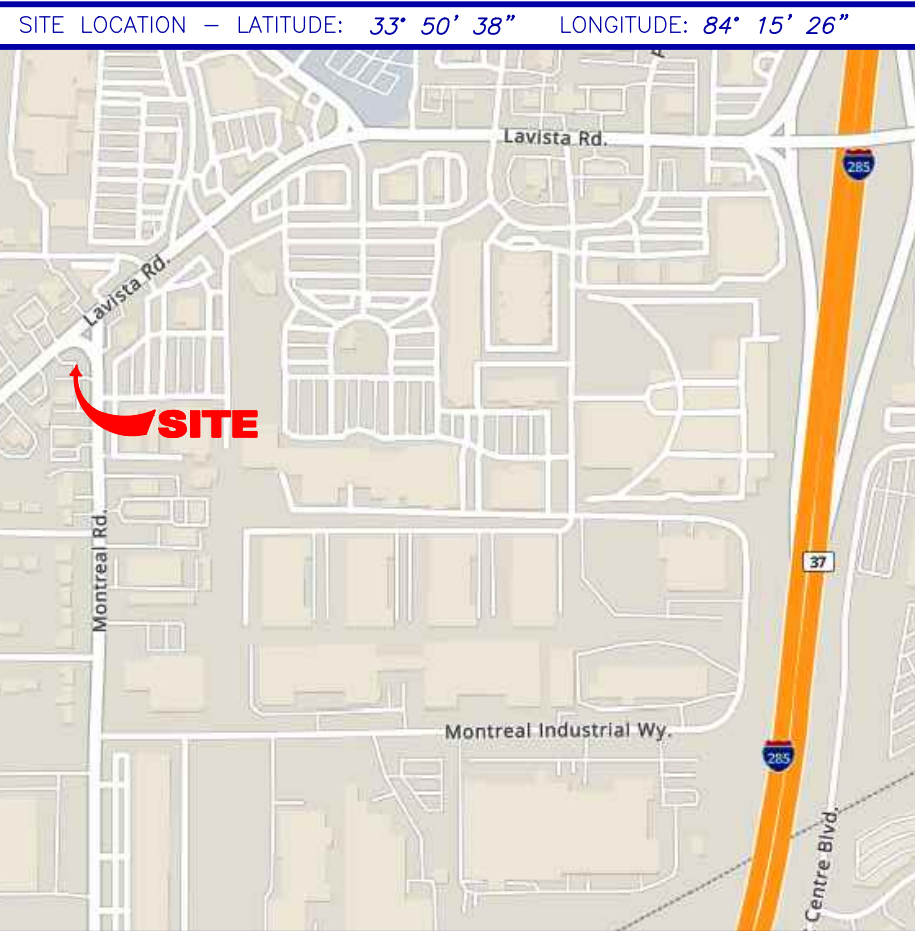 SITE LOCATION – LATITUDE: 33° 50' 38" LONGITUDE: 84° 15' 26"
Lavista Rd.
285
Lavista Rd.
SITE
Montreal Rd.
37
Montreal Industrial Wy.
285
Centre Blvd.